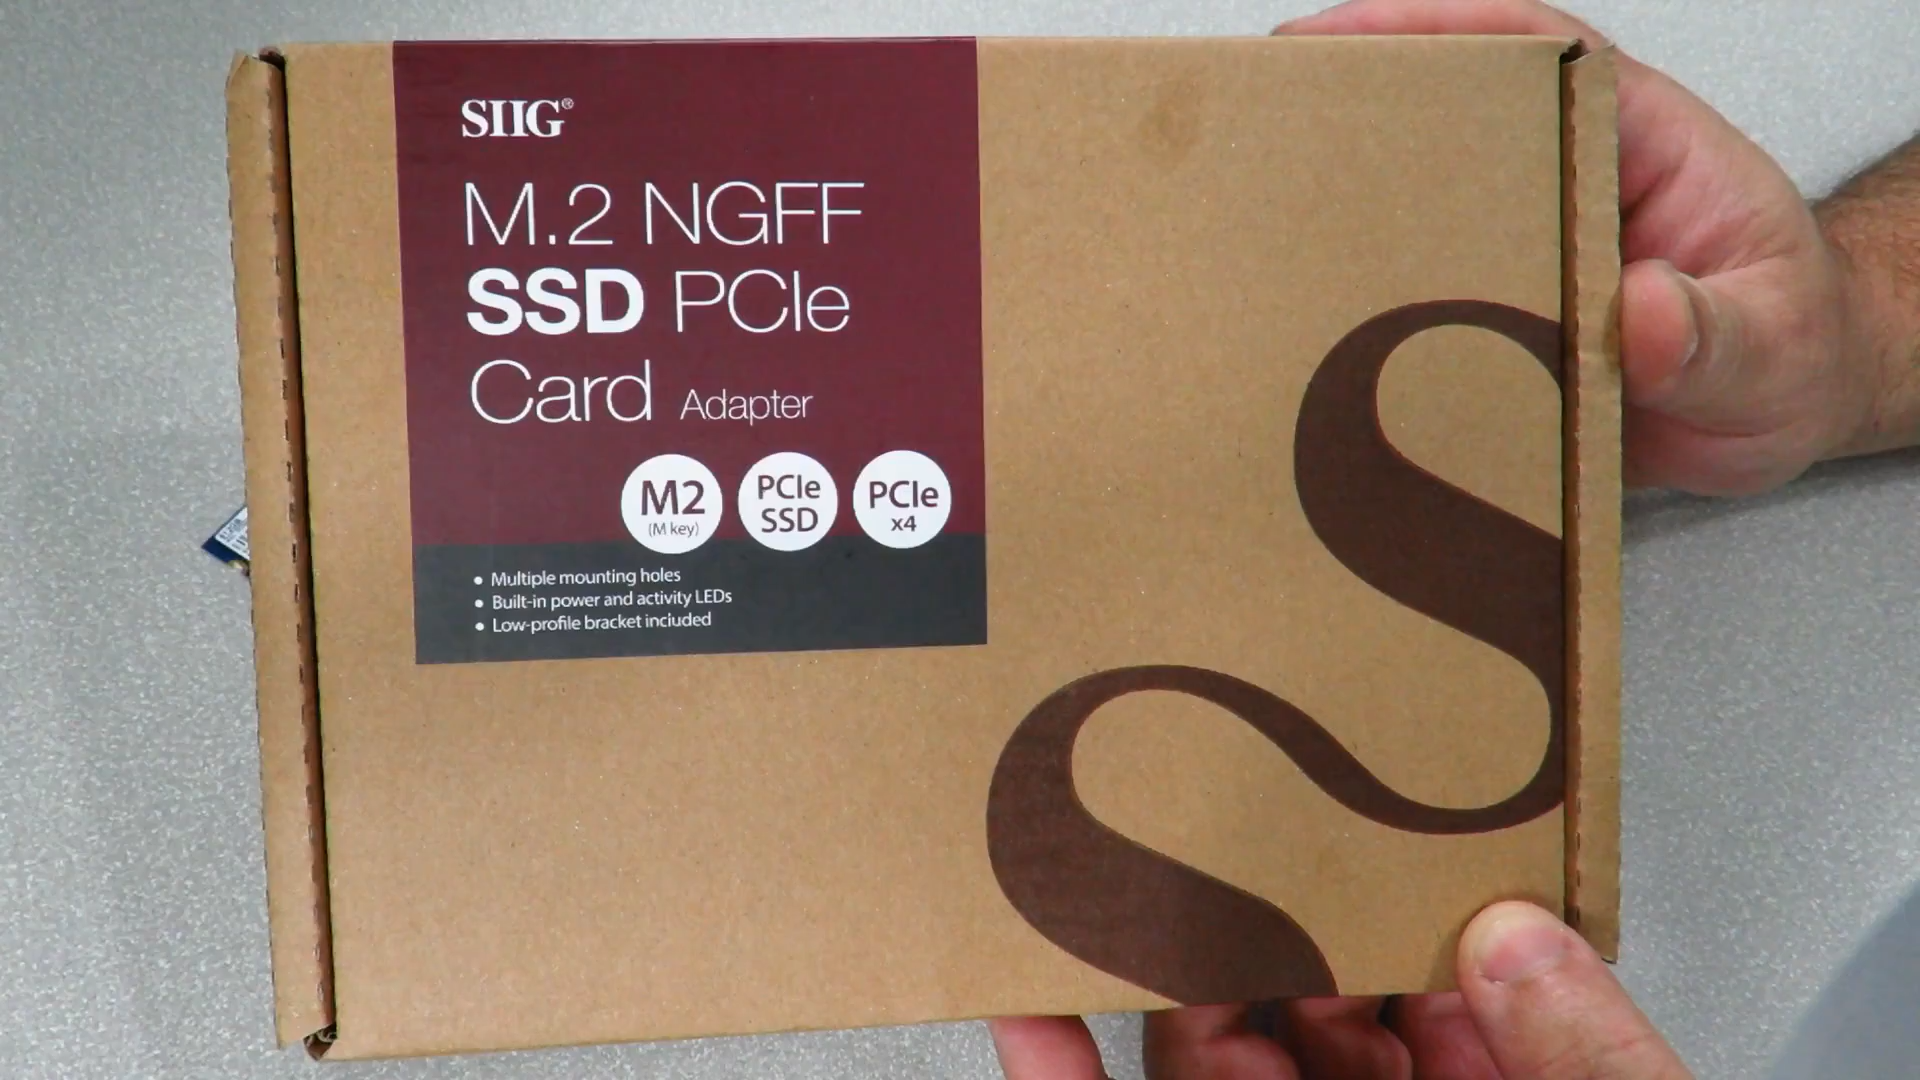 SIIG®
M.2 NGFF
SSD PCIe
Card Adapter
M2
(M key)
PCIe
SSD
PCIe
x4
• Multiple mounting holes
• Built-in power and activity LEDs
• Low-profile bracket included